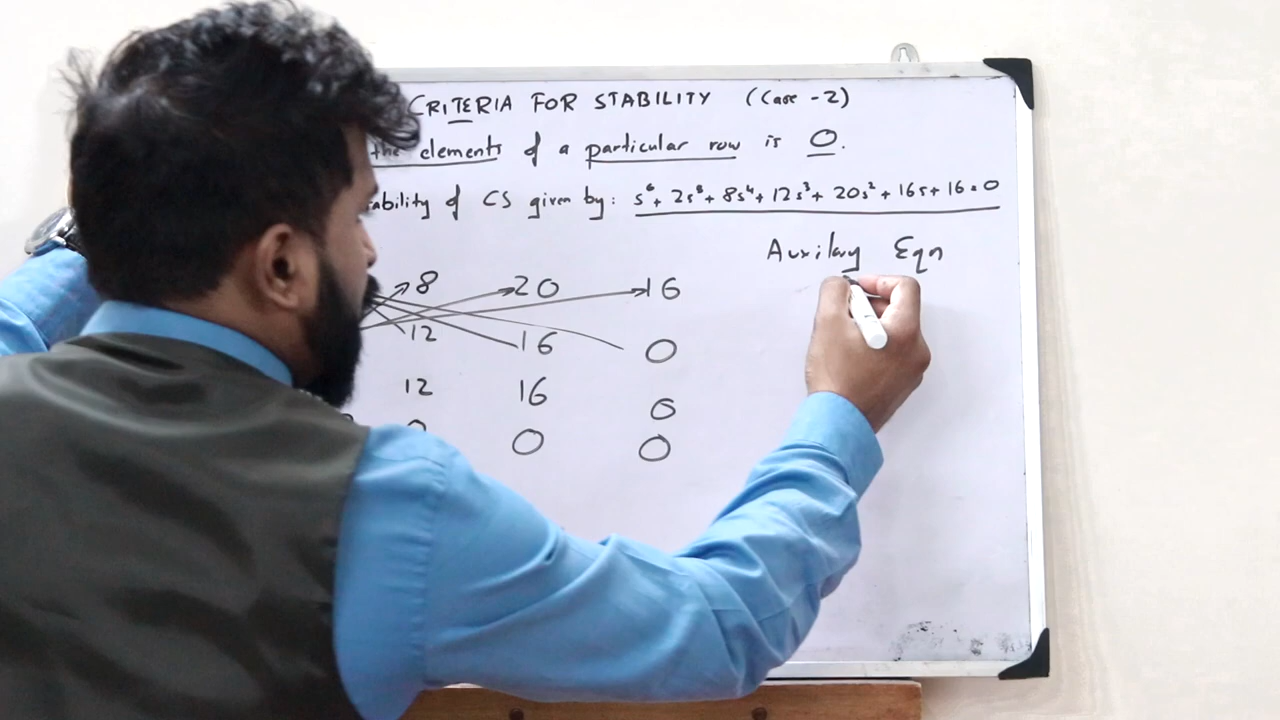 CRITERIA FOR STABILITY (Case - 2)
the elements of a particular row is 0.
ability of CS given by: s⁶ + 2s⁵ + 8s⁴ + 12s³ + 20s² + 16s + 16 = 0
Auxilary Eqn
8 20 16
12 16 0
12 16 0
0 0 0